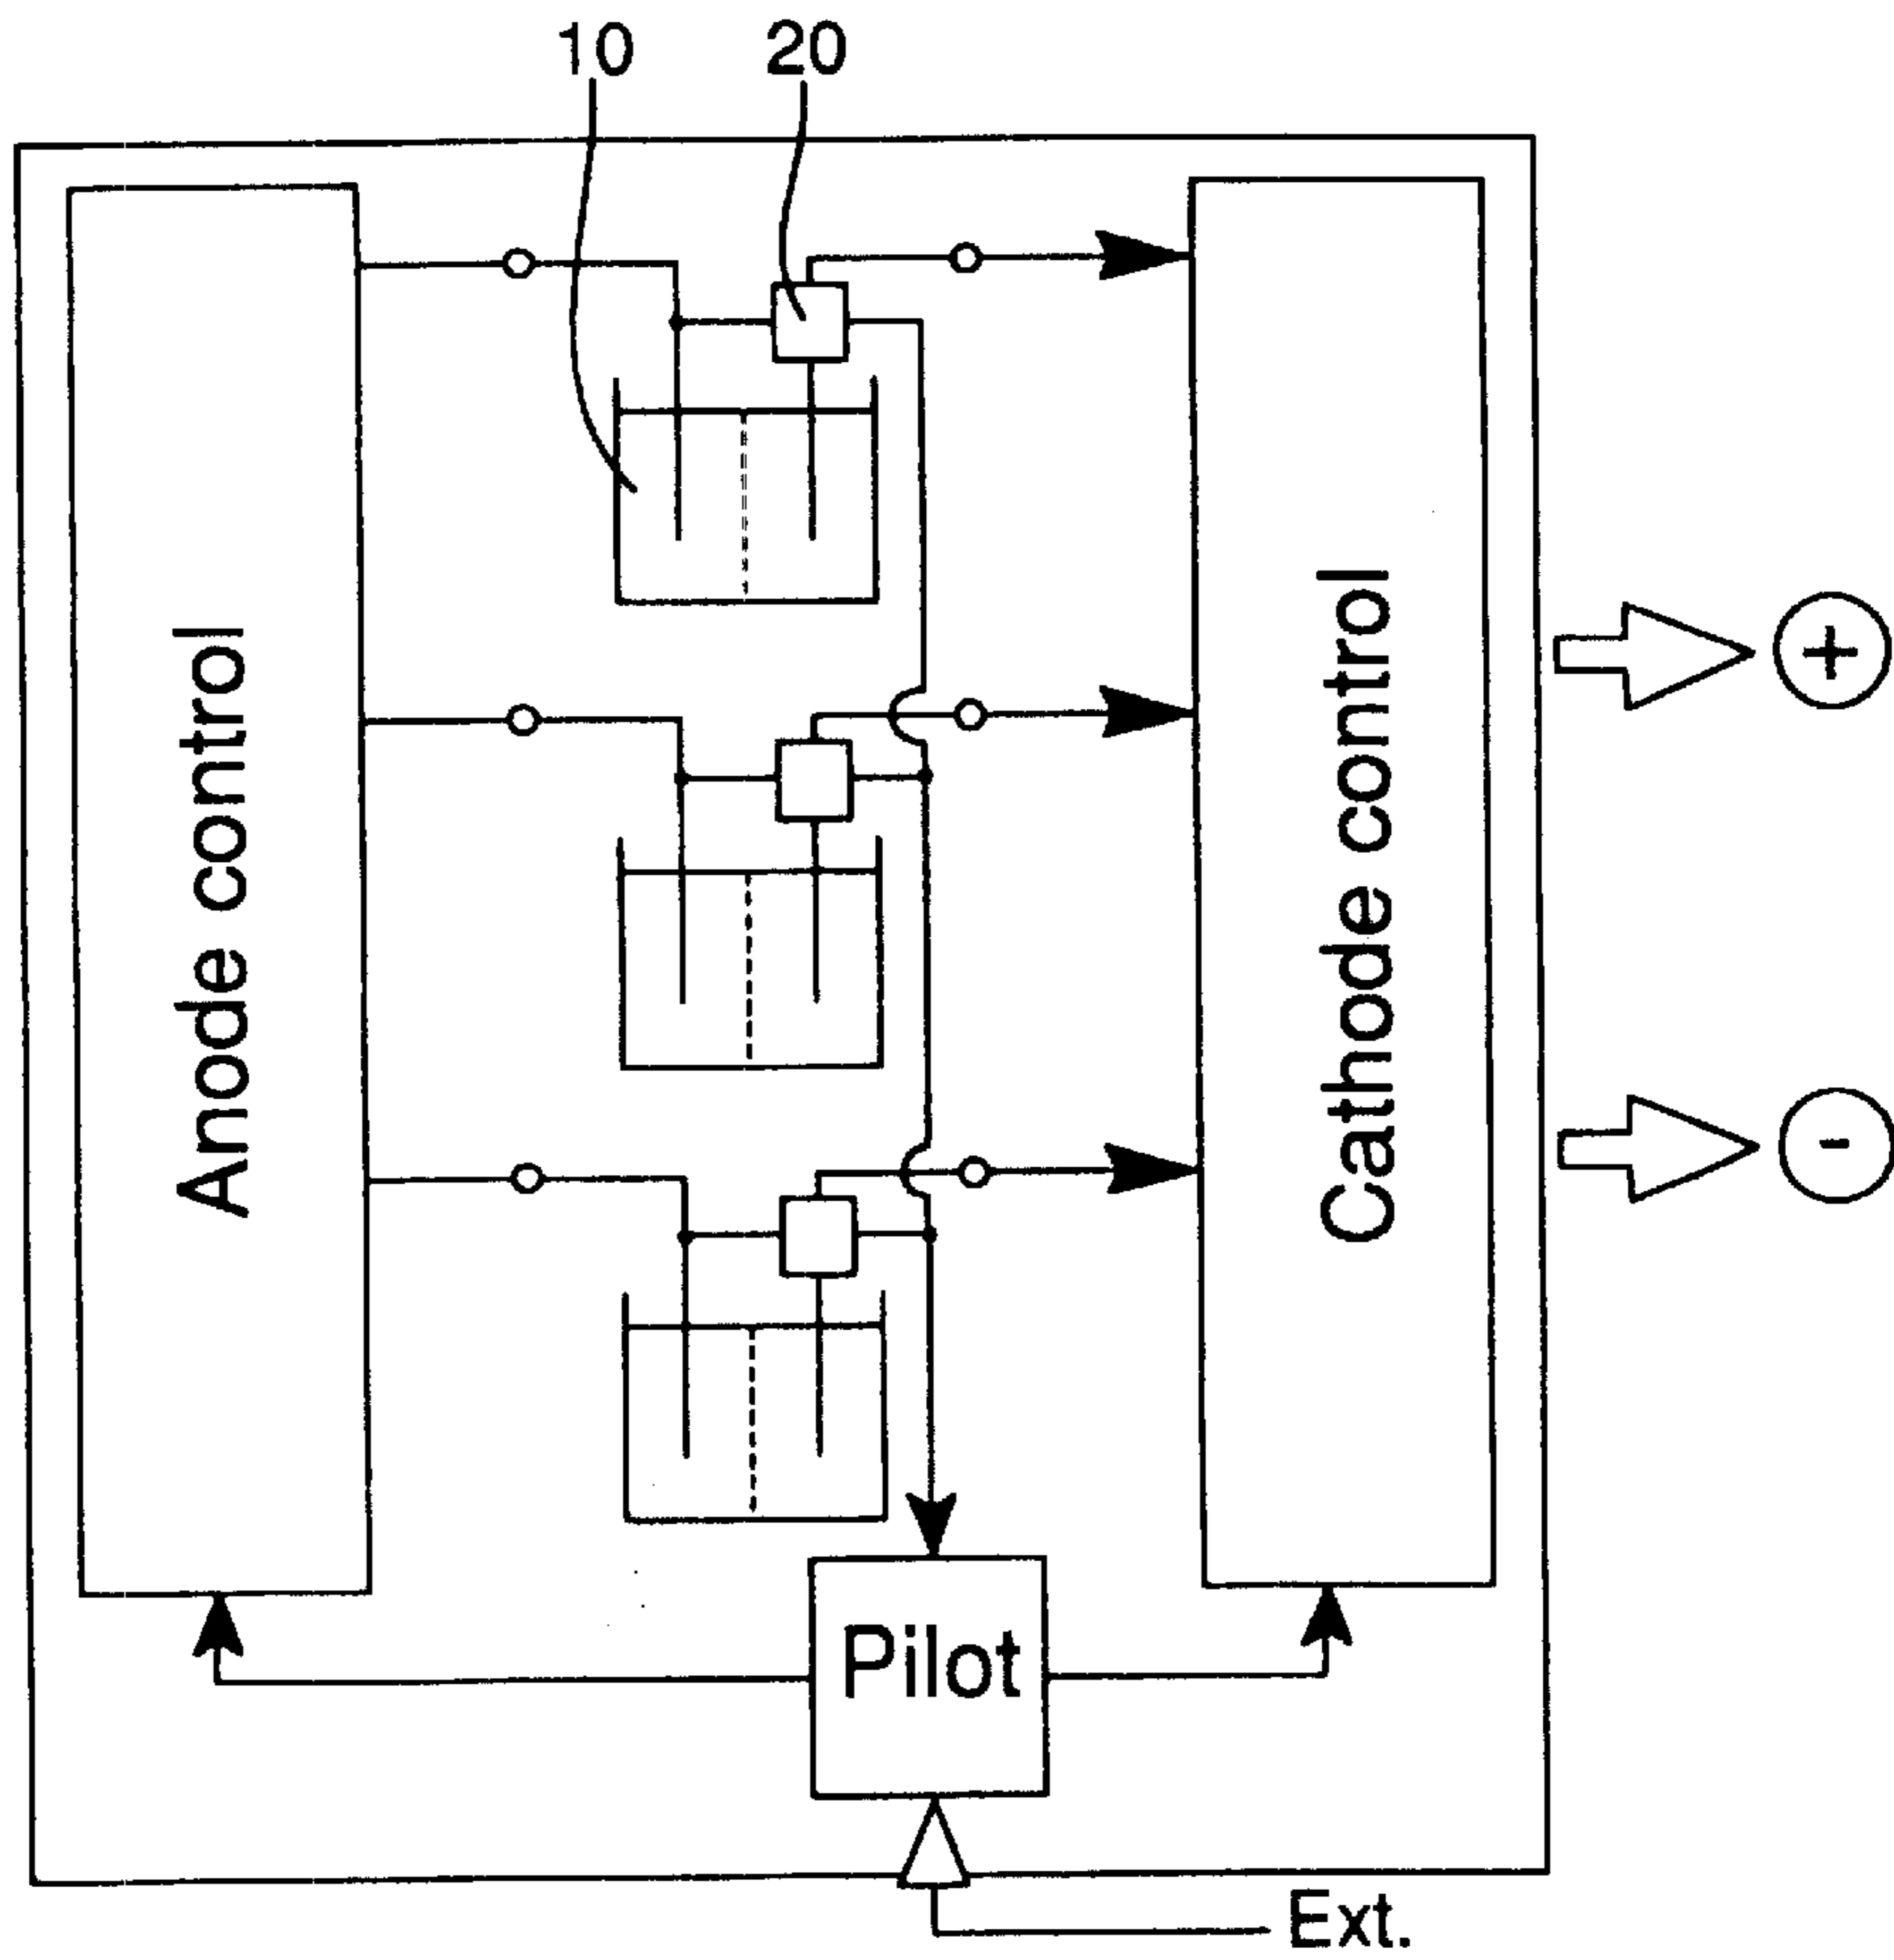 10
20
Anode control
Cathode control
+
-
Pilot
Ext.